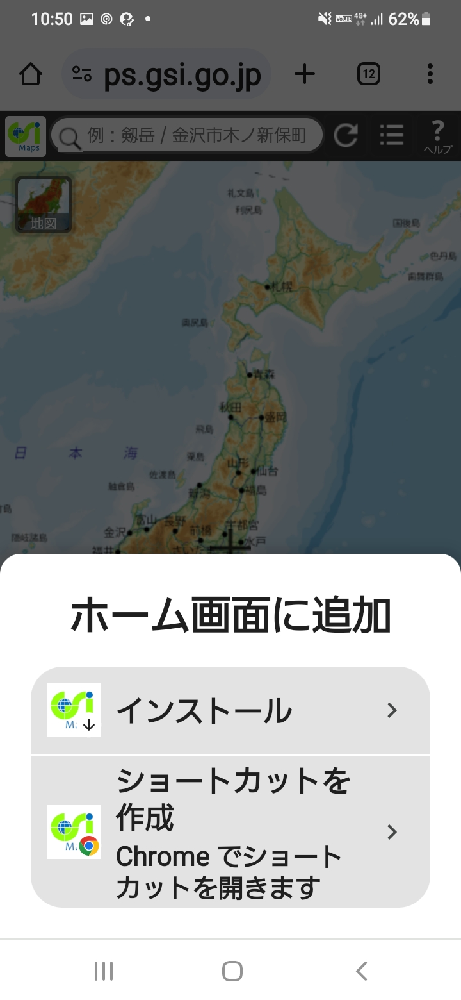 10:50 VoLTE 4G+ 62%
ps.gsi.go.jp 12
Maps 例：剱岳 / 金沢市木ノ新保町 ? ヘルプ
地図
礼文島
利尻島
国後島
色丹島
歯舞群島
札幌
奥尻島
青森
秋田
盛岡
飛島
日本海
粟島
山形
仙台
佐渡島
舳倉島
新潟
福島
富山
長野
金沢
前橋
宇都宮
隠岐諸島
水戸
福井
ホーム画面に追加
インストール
ショートカットを
作成
Chrome でショート
カットを開きます